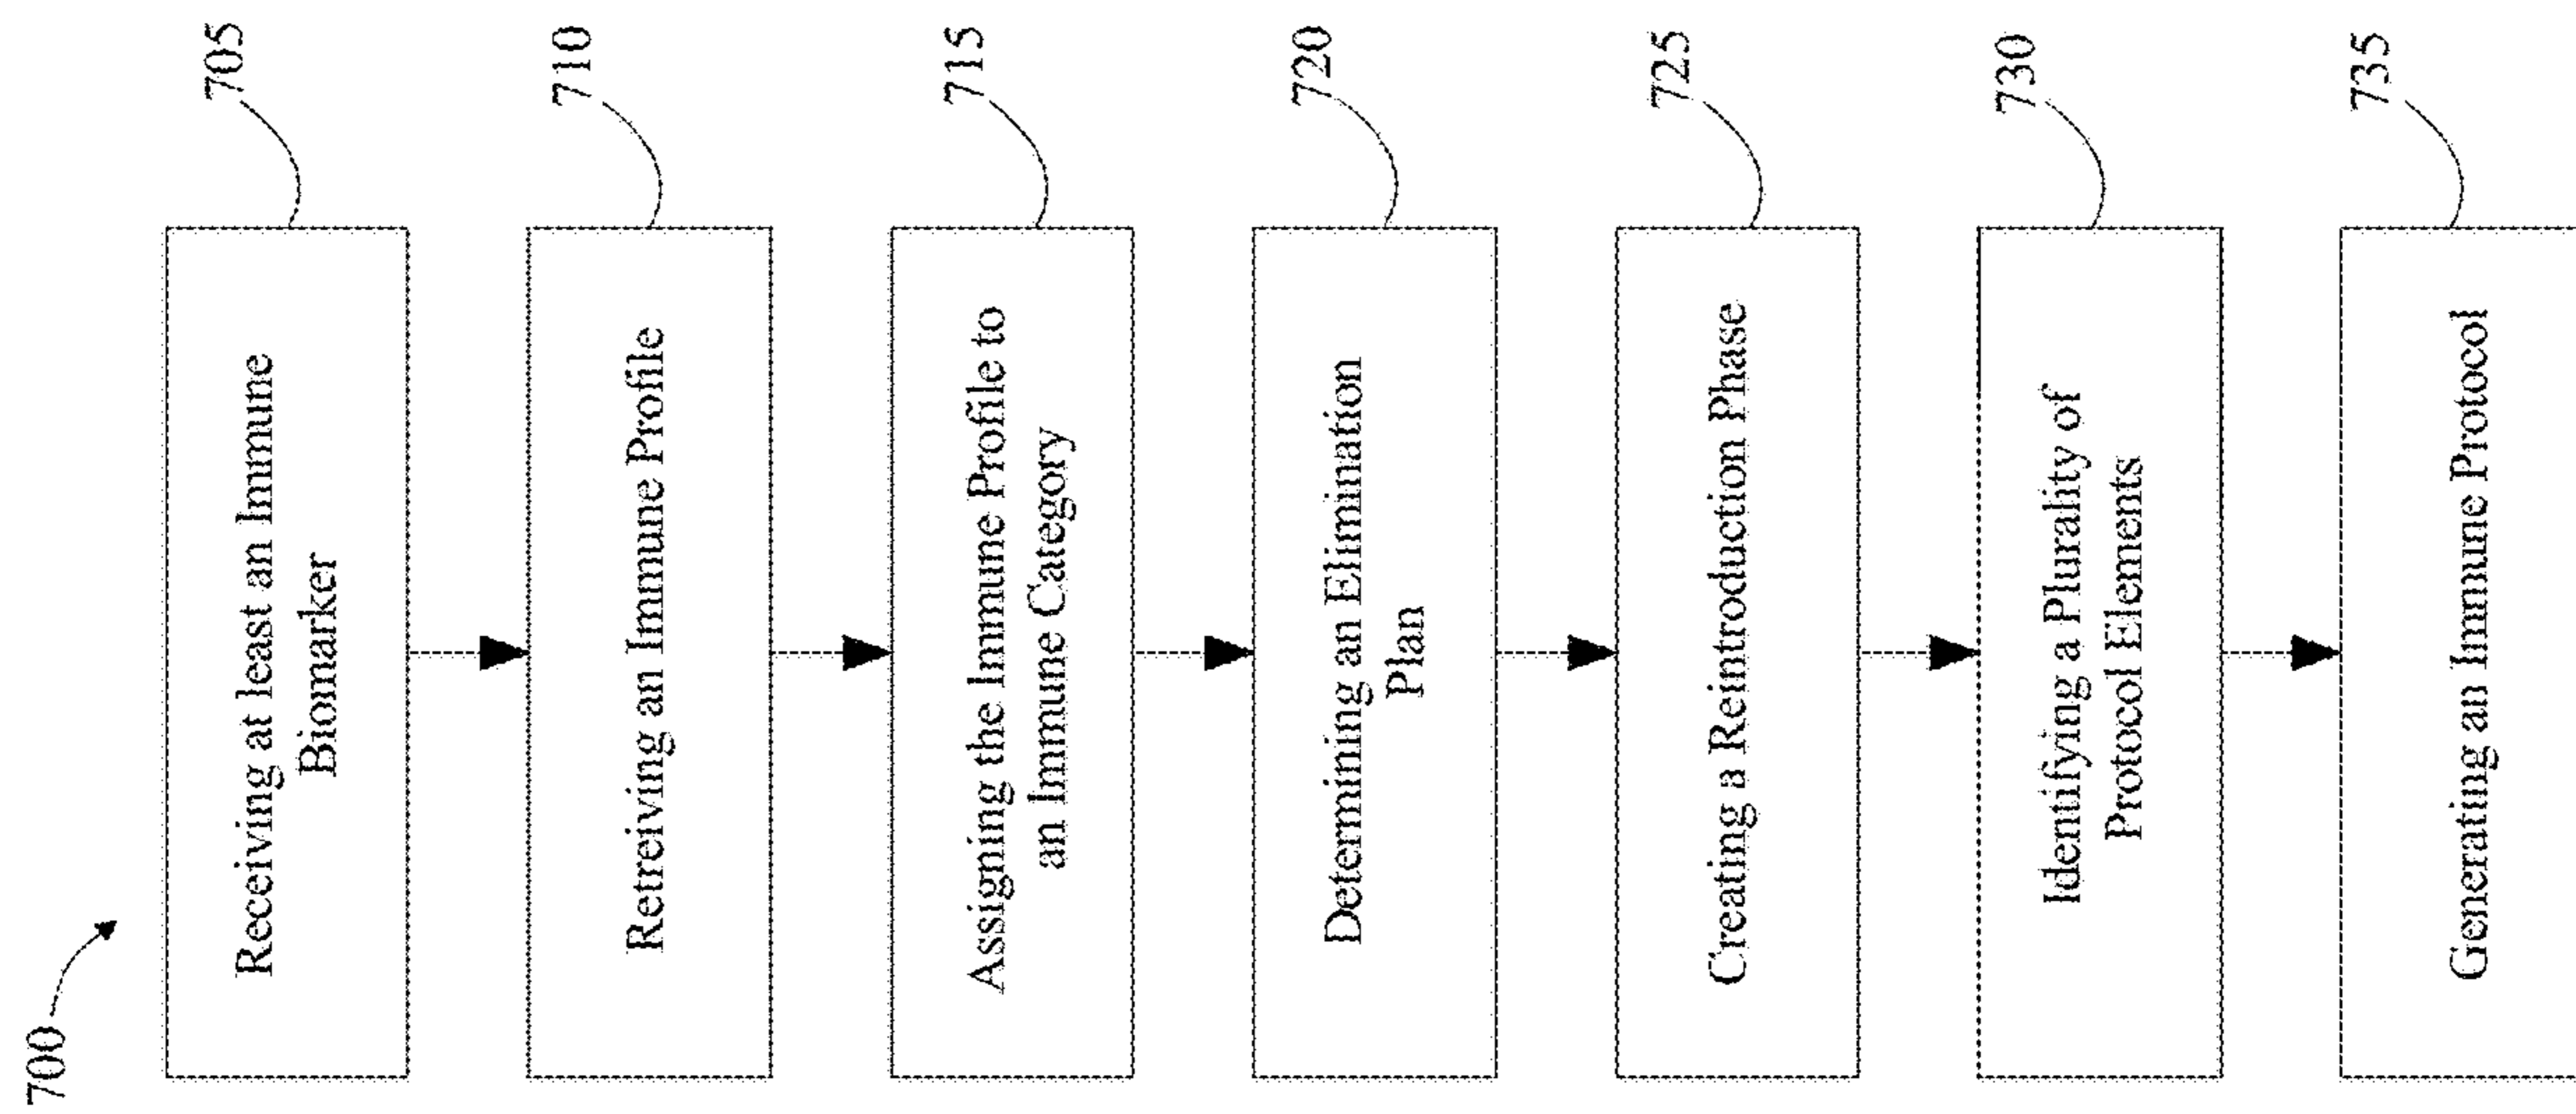 700
Receiving at least an Immune
Biomarker
705
Retreiving an Immune Profile
710
Assigning the Immune Profile to
an Immune Category
715
Determining an Elimination
Plan
720
Creating a Reintroduction Phase
725
Identifying a Plurality of
Protocol Elements
730
Generating an Immune Protocol
735